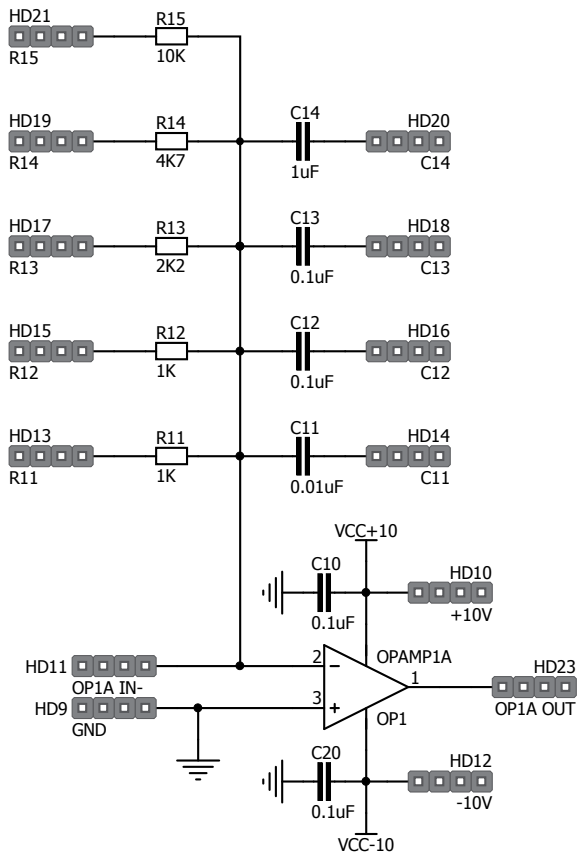 HD21
R15
R15
10K
HD19
R14
R14
4K7
C14
1uF
HD20
C14
HD17
R13
R13
2K2
C13
0.1uF
HD18
C13
HD15
R12
R12
1K
C12
0.1uF
HD16
C12
HD13
R11
R11
1K
C11
0.01uF
HD14
C11
VCC+10
C10
0.1uF
HD10
+10V
HD11
OP1A IN-
2
−
OPAMP1A
1
HD23
OP1A OUT
HD9
GND
3
+
OP1
C20
0.1uF
HD12
-10V
VCC-10